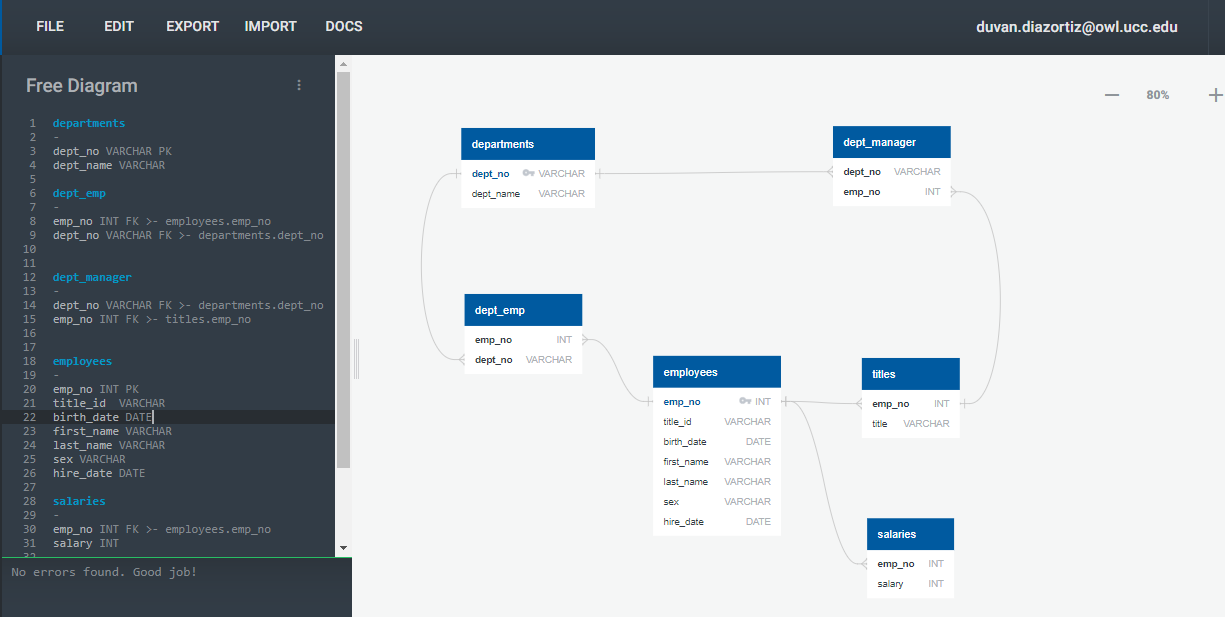 FILE EDIT EXPORT IMPORT DOCS duvan.diazortiz@owl.ucc.edu
Free Diagram
1 departments
2 -
3 dept_no VARCHAR PK
4 dept_name VARCHAR
5
6 dept_emp
7 -
8 emp_no INT FK >- employees.emp_no
9 dept_no VARCHAR FK >- departments.dept_no
10
11
12 dept_manager
13 -
14 dept_no VARCHAR FK >- departments.dept_no
15 emp_no INT FK >- titles.emp_no
16
17
18 employees
19 -
20 emp_no INT PK
21 title_id  VARCHAR
22 birth_date DATE
23 first_name VARCHAR
24 last_name VARCHAR
25 sex VARCHAR
26 hire_date DATE
27
28 salaries
29 -
30 emp_no INT FK >- employees.emp_no
31 salary INT
32
No errors found. Good job!
80%
departments
dept_no VARCHAR
dept_name VARCHAR
dept_manager
dept_no VARCHAR
emp_no INT
dept_emp
emp_no INT
dept_no VARCHAR
employees
emp_no INT
title_id VARCHAR
birth_date DATE
first_name VARCHAR
last_name VARCHAR
sex VARCHAR
hire_date DATE
titles
emp_no INT
title VARCHAR
salaries
emp_no INT
salary INT